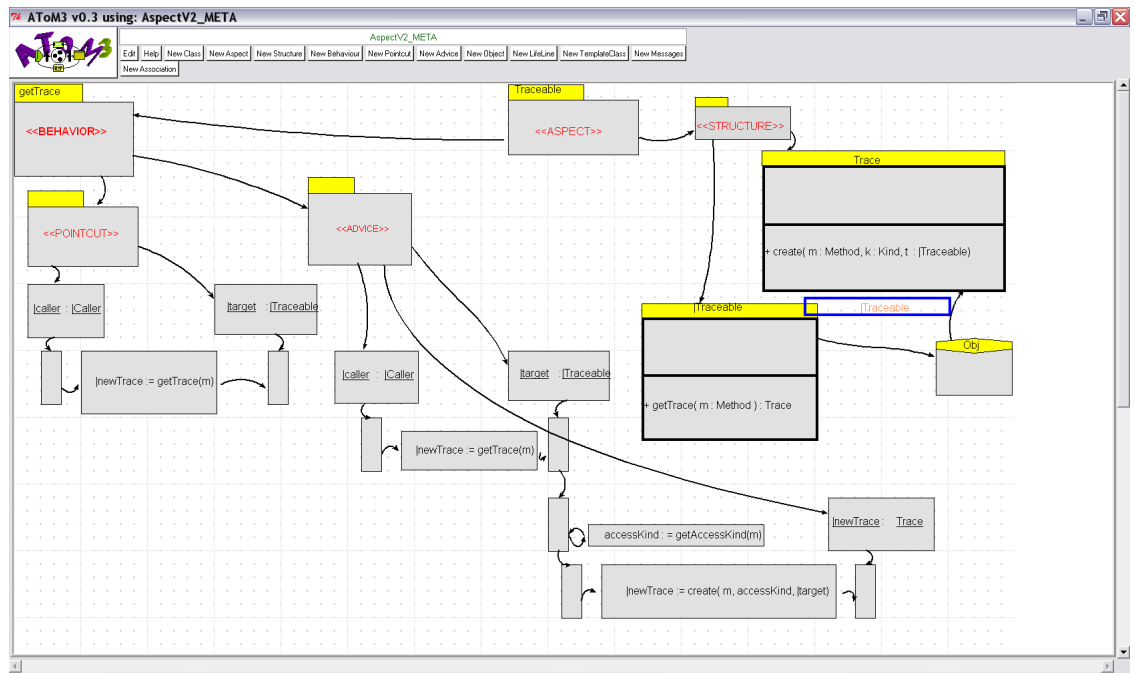 AToM3 v0.3 using: AspectV2_META
AToM3
AspectV2_META
Edit Help New Class New Aspect New Structure New Behaviour New Pointcut New Advice New Object New LifeLine New TemplateClass New Messages
New Association
getTrace
<<BEHAVIOR>>
Traceable
<<ASPECT>>
<<STRUCTURE>>
Trace
+ create( m : Method, k : Kind, t : |Traceable)
<<POINTCUT>>
<<ADVICE>>
|caller : |Caller
|target : |Traceable
|newTrace := getTrace(m)
|Traceable
+ getTrace( m : Method ) : Trace
|Traceable
Obj
|caller : |Caller
|target : |Traceable
|newTrace := getTrace(m)
|newTrace : Trace
accessKind : = getAccessKind(m)
|newTrace := create( m, accessKind, |target)